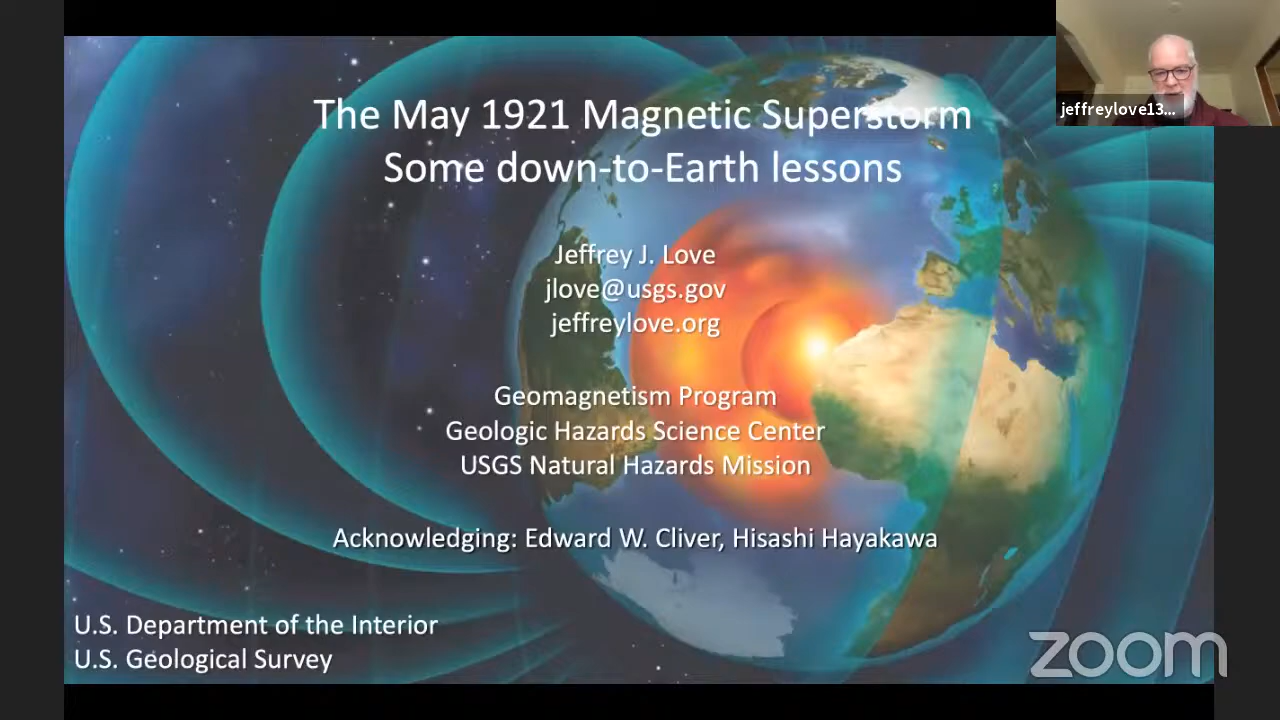 The May 1921 Magnetic Superstorm
Some down-to-Earth lessons
jeffreylove13...
Jeffrey J. Love
jlove@usgs.gov
jeffreylove.org
Geomagnetism Program
Geologic Hazards Science Center
USGS Natural Hazards Mission
Acknowledging: Edward W. Cliver, Hisashi Hayakawa
U.S. Department of the Interior
U.S. Geological Survey
zoom